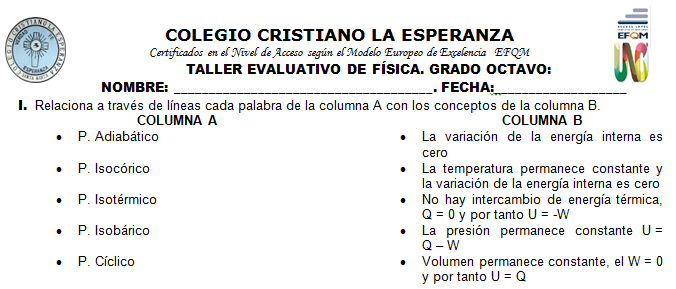 COLEGIO CRISTIANO LA ESPERANZA
EFQM
Certificados en el Nivel de Acceso según el Modelo Europeo de Excelencia EFQM
TALLER EVALUATIVO DE FÍSICA. GRADO OCTAVO:
NOMBRE: __________________________________. FECHA:__________________
I. Relaciona a través de líneas cada palabra de la columna A con los conceptos de la columna B.
COLUMNA A
• P. Adiabático
• P. Isocórico
• P. Isotérmico
• P. Isobárico
• P. Cíclico
COLUMNA B
• La variación de la energía interna es
cero
• La temperatura permanece constante y
la variación de la energía interna es cero
• No hay intercambio de energía térmica,
Q = 0 y por tanto U = -W
• La presión permanece constante U =
Q – W
• Volumen permanece constante, el W = 0
y por tanto U = Q